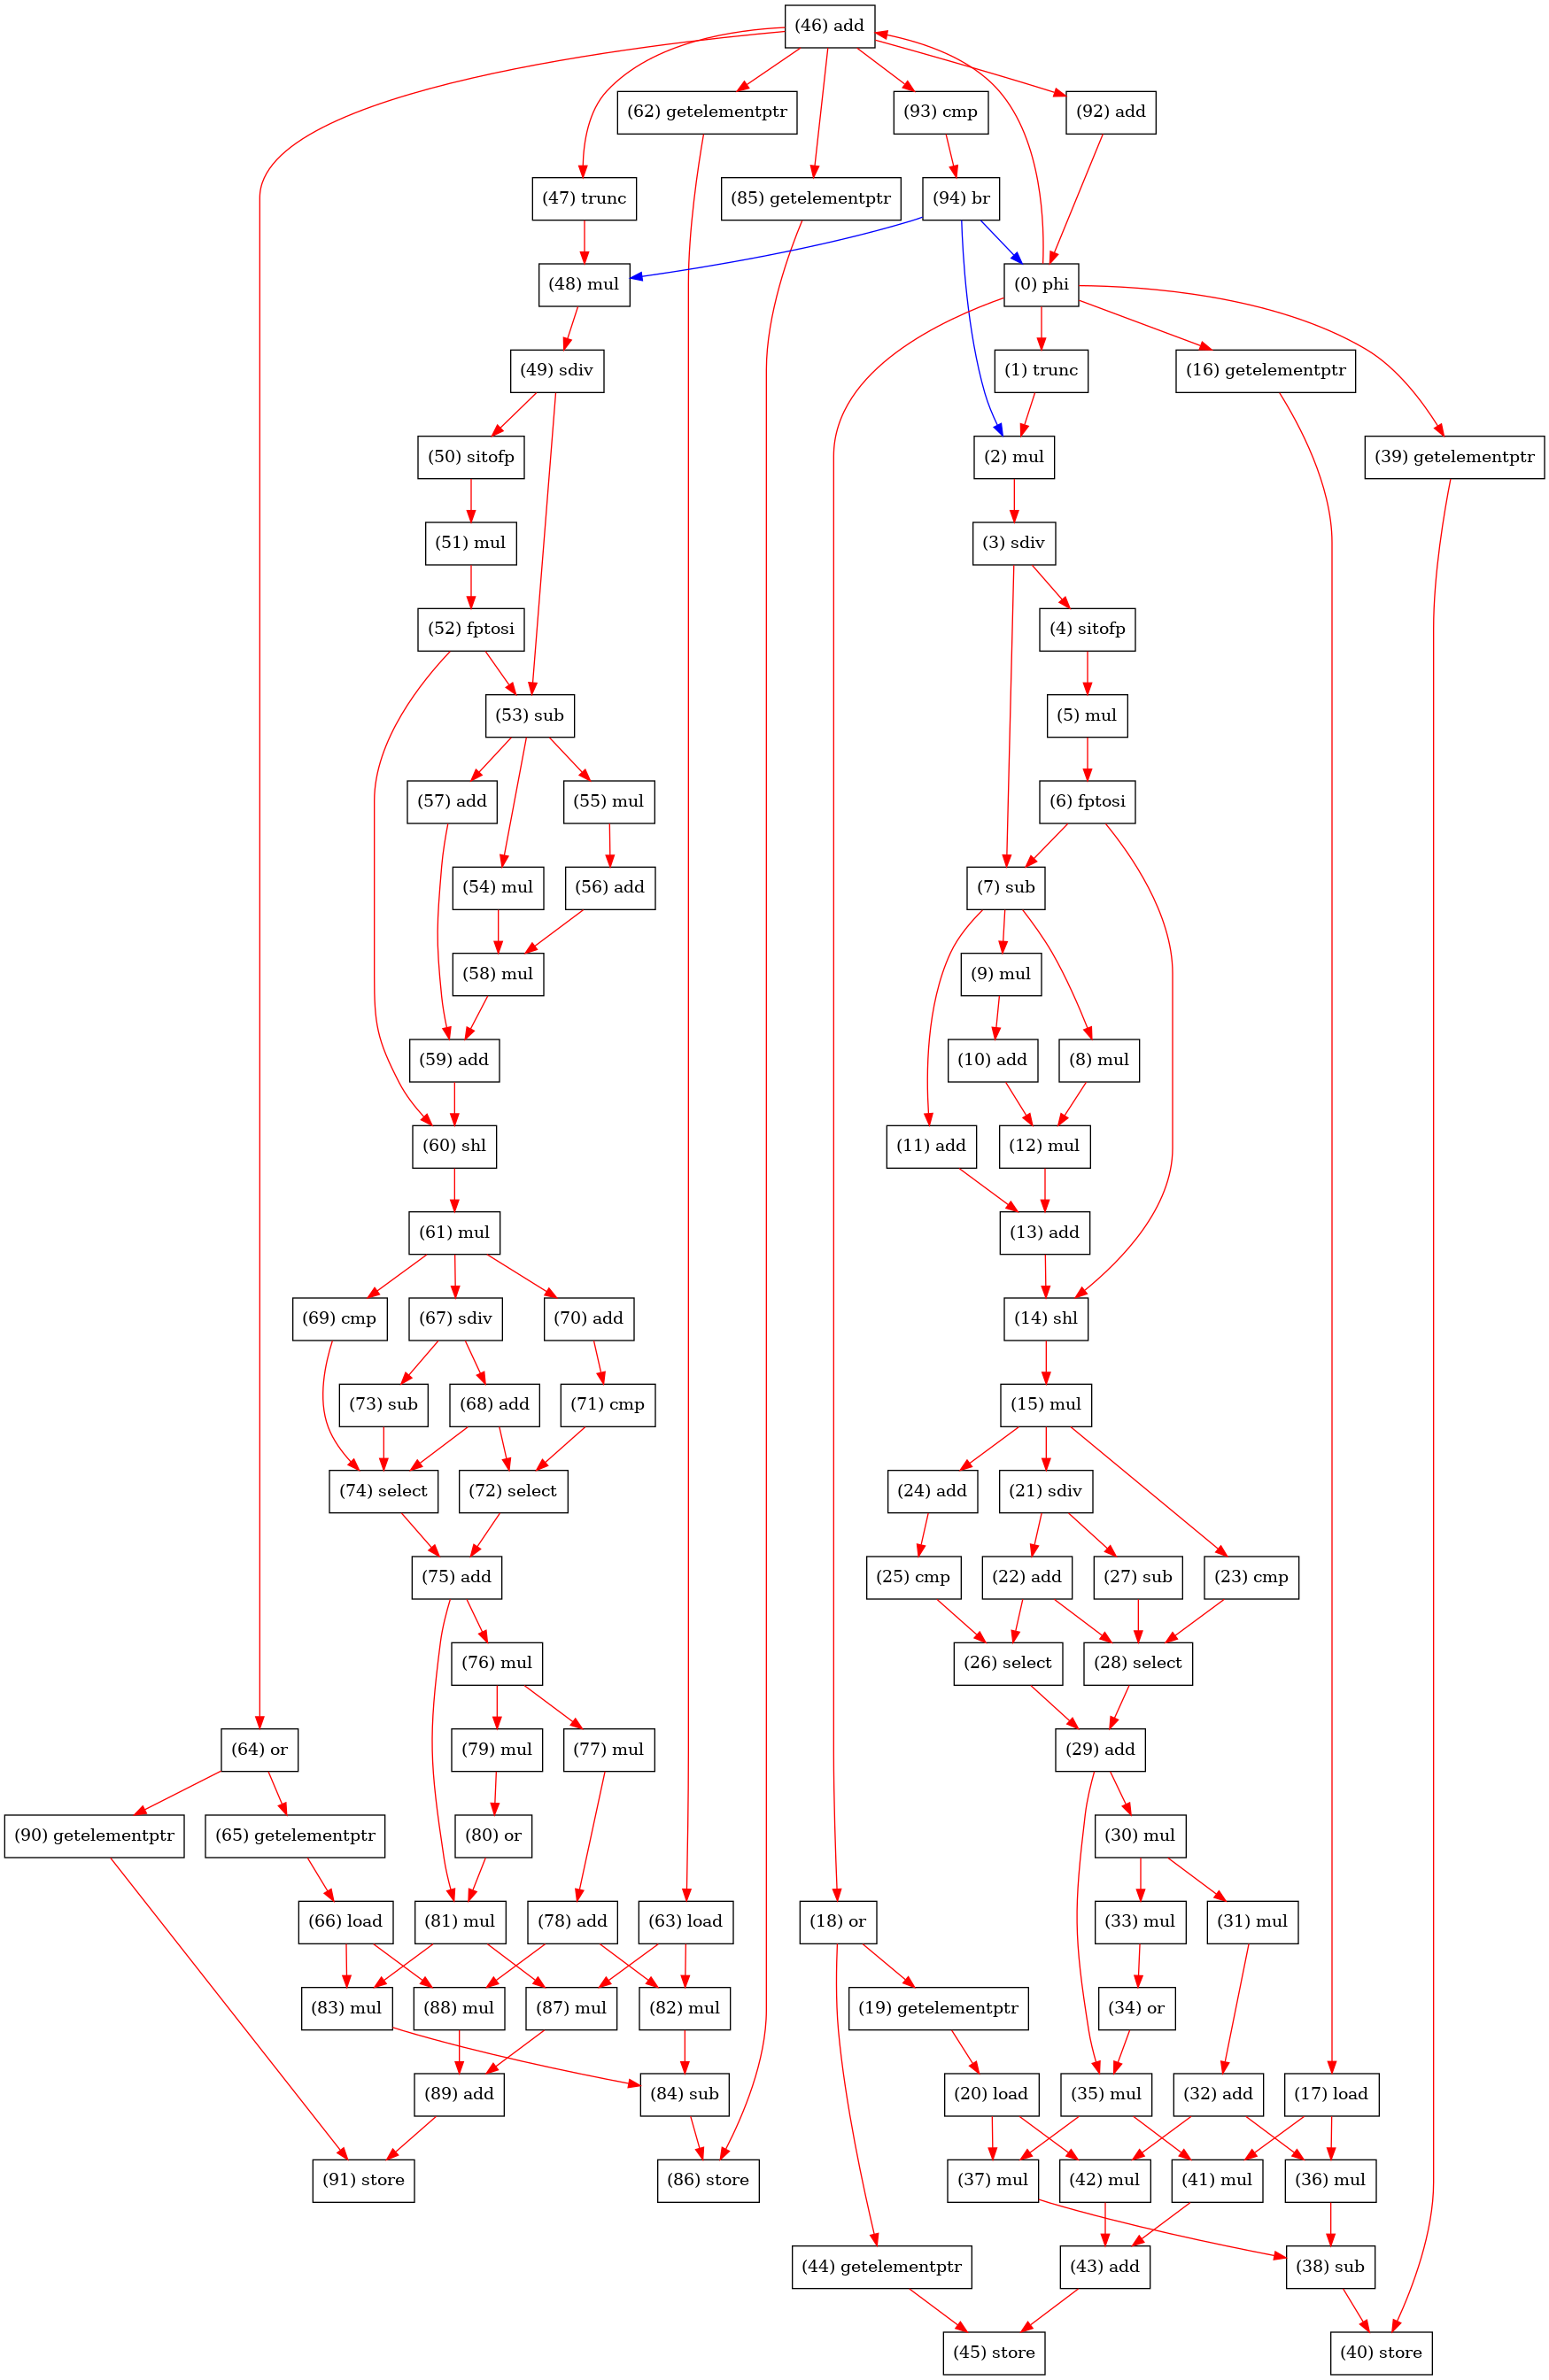 (46) add
(62) getelementptr
(93) cmp
(92) add
(47) trunc
(85) getelementptr
(94) br
(48) mul
(0) phi
(49) sdiv
(1) trunc
(16) getelementptr
(50) sitofp
(2) mul
(39) getelementptr
(51) mul
(3) sdiv
(52) fptosi
(4) sitofp
(53) sub
(5) mul
(57) add
(55) mul
(6) fptosi
(54) mul
(56) add
(7) sub
(58) mul
(9) mul
(59) add
(10) add
(8) mul
(60) shl
(11) add
(12) mul
(61) mul
(13) add
(69) cmp
(67) sdiv
(70) add
(14) shl
(73) sub
(68) add
(71) cmp
(15) mul
(74) select
(72) select
(24) add
(21) sdiv
(75) add
(25) cmp
(22) add
(27) sub
(23) cmp
(76) mul
(26) select
(28) select
(64) or
(79) mul
(77) mul
(29) add
(90) getelementptr
(65) getelementptr
(80) or
(30) mul
(66) load
(81) mul
(78) add
(63) load
(18) or
(33) mul
(31) mul
(83) mul
(88) mul
(87) mul
(82) mul
(19) getelementptr
(34) or
(89) add
(84) sub
(20) load
(35) mul
(32) add
(17) load
(91) store
(86) store
(37) mul
(42) mul
(41) mul
(36) mul
(44) getelementptr
(43) add
(38) sub
(45) store
(40) store